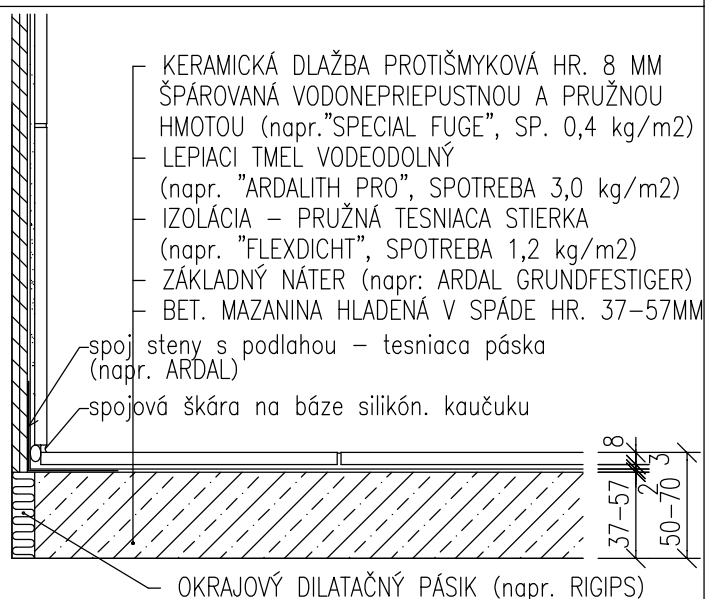 KERAMICKÁ DLAŽBA PROTIŠMYKOVÁ HR. 8 MM
ŠPÁROVANÁ VODONEPRIEPUSTNOU A PRUŽNOU
HMOTOU (napr."SPECIAL FUGE", SP. 0,4 kg/m2)
LEPIACI TMEL VODEODOLNÝ
(napr. "ARDALITH PRO", SPOTREBA 3,0 kg/m2)
IZOLÁCIA – PRUŽNÁ TESNIACA STIERKA
(napr. "FLEXDICHT", SPOTREBA 1,2 kg/m2)
ZÁKLADNÝ NÁTER (napr: ARDAL GRUNDFESTIGER)
BET. MAZANINA HLADENÁ V SPÁDE HR. 37–57MM
spoj steny s podlahou – tesniaca páska
(napr. ARDAL)
spojová škára na báze silikón. kaučuku
8
3
2
37–57
50–70
OKRAJOVÝ DILATAČNÝ PÁSIK (napr. RIGIPS)